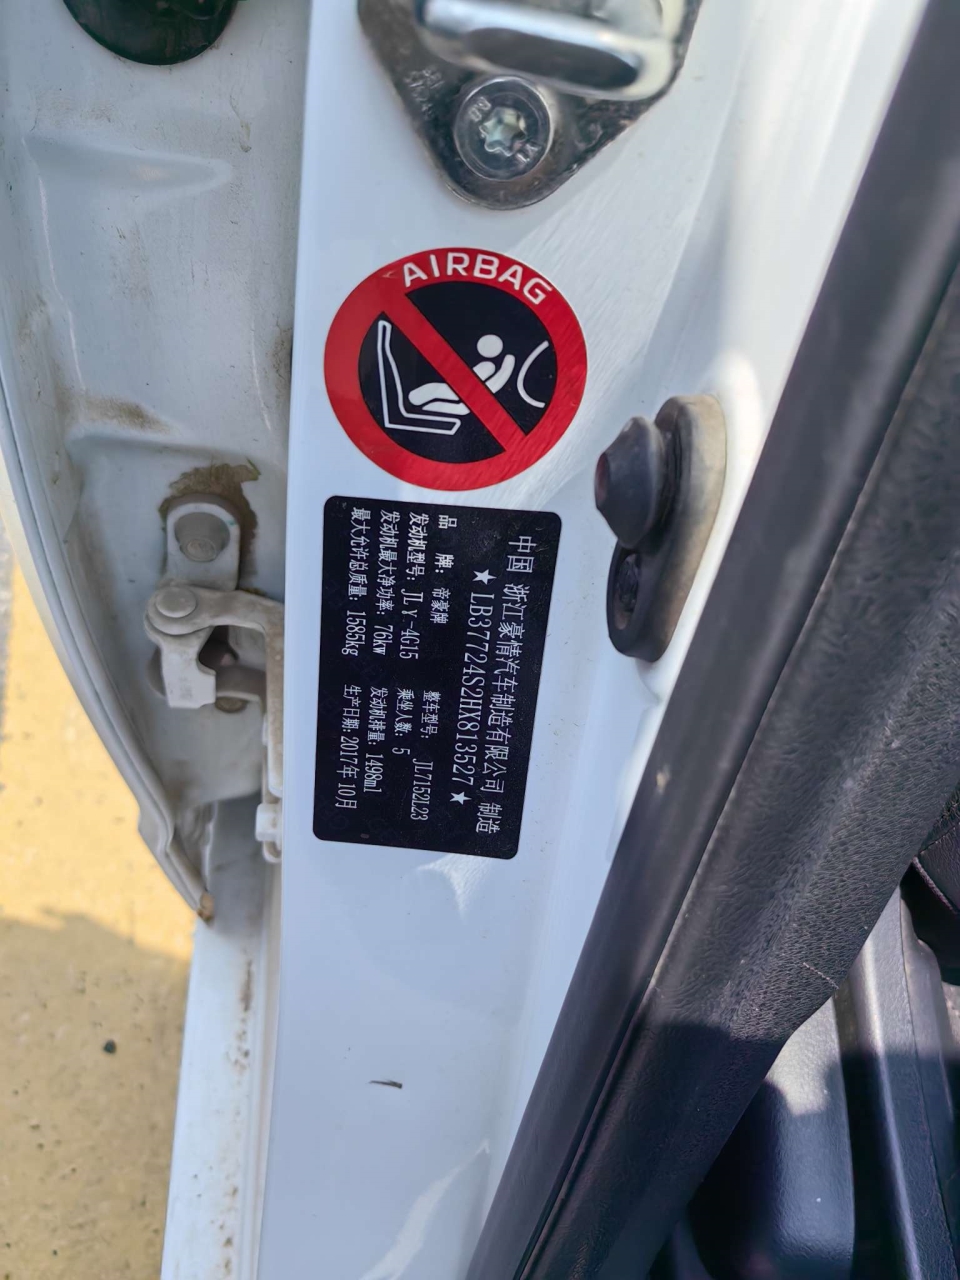 AIRBAG
中国 浙江豪情汽车制造有限公司 制造
★LB37724S2HX813527★
品 牌：帝豪牌 整车型号：JL7152L23
发动机型号：JLY-4G15 乘坐人数：5
发动机最大净功率：76kw 发动机排量：1498ml
最大允许总质量：1585kg 生产日期：2017年10月